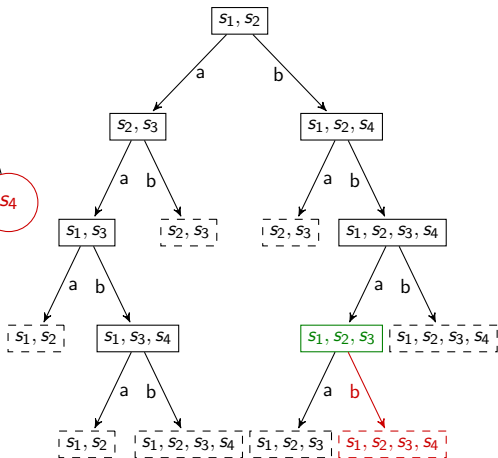 s₁, s₂
a b
s₂, s₃ s₁, s₂, s₄
a b a b
s₄ s₁, s₃ s₂, s₃ s₂, s₃ s₁, s₂, s₃, s₄
a b a b
s₁, s₂ s₁, s₃, s₄ s₁, s₂, s₃ s₁, s₂, s₃, s₄
a b a b
s₁, s₂ s₁, s₂, s₃, s₄ s₁, s₂, s₃ s₁, s₂, s₃, s₄